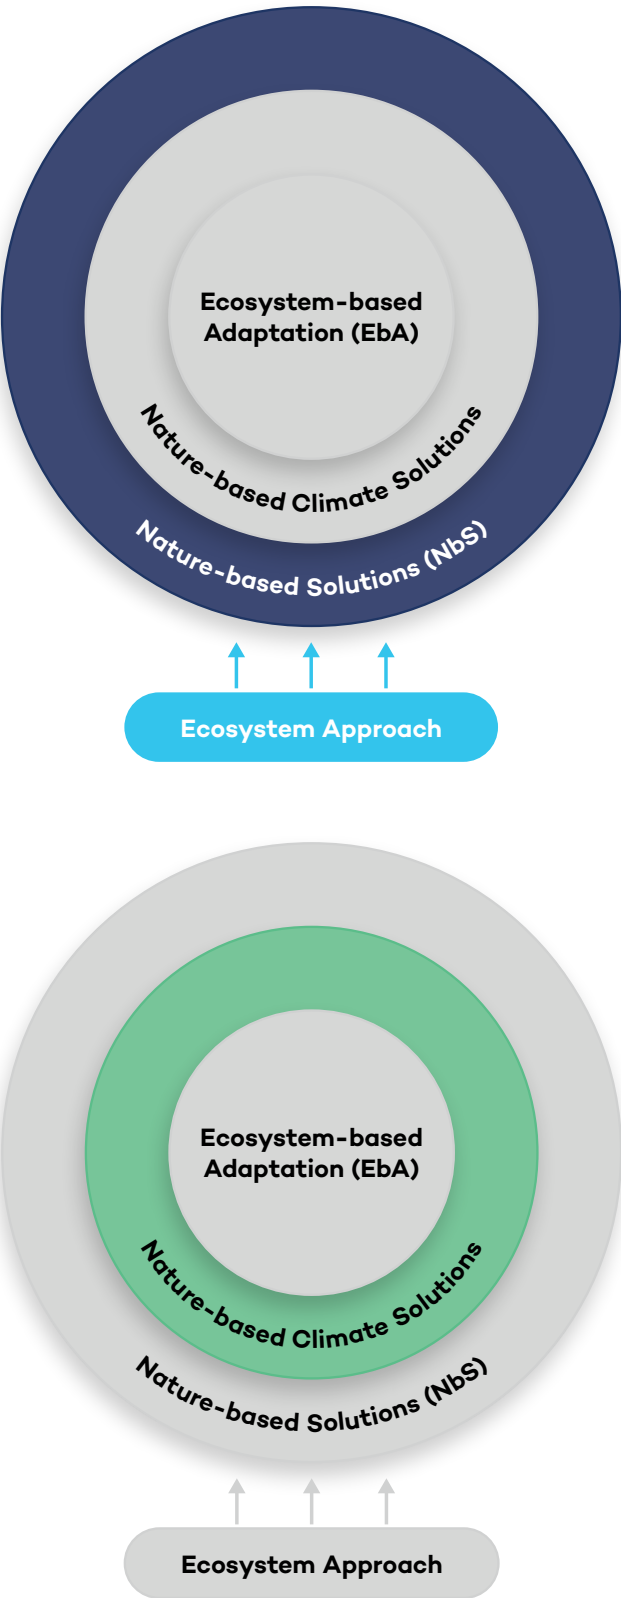 Ecosystem-based
Adaptation (EbA)
Nature-based Climate Solutions
Nature-based Solutions (NbS)
Ecosystem Approach
Ecosystem-based
Adaptation (EbA)
Nature-based Climate Solutions
Nature-based Solutions (NbS)
Ecosystem Approach